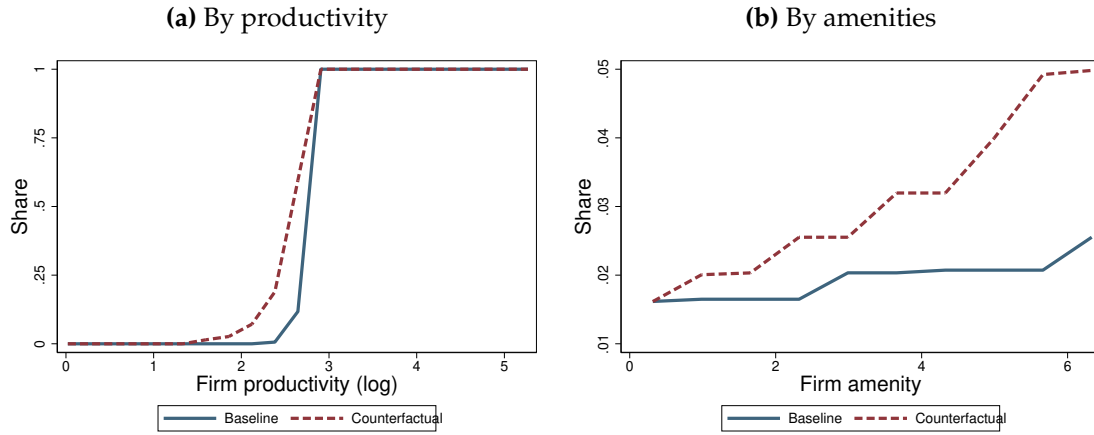 (a) By productivity
Share
1
.75
.5
.25
0
0 1 2 3 4 5
Firm productivity (log)
Baseline Counterfactual
(b) By amenities
Share
.05
.04
.03
.02
.01
0 2 4 6
Firm amenity
Baseline Counterfactual